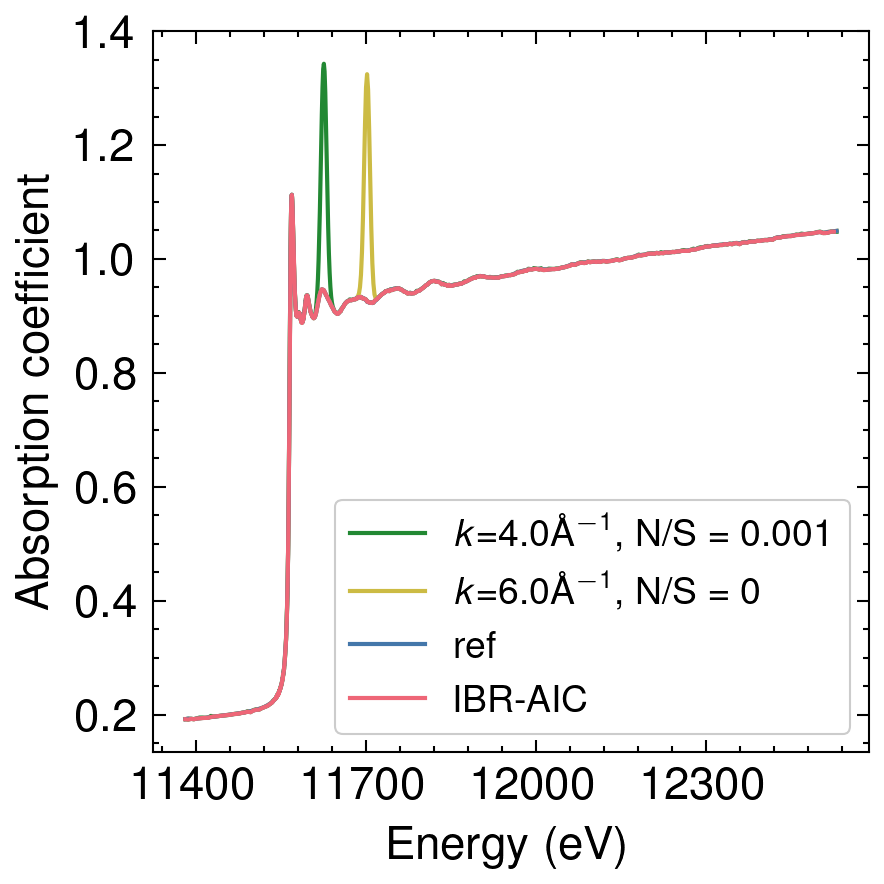 1.4
1.2
1.0
0.8
0.6
0.4
0.2
Absorption coefficient
k=4.0Å⁻¹, N/S = 0.001
k=6.0Å⁻¹, N/S = 0
ref
IBR-AIC
11400 11700 12000 12300
Energy (eV)